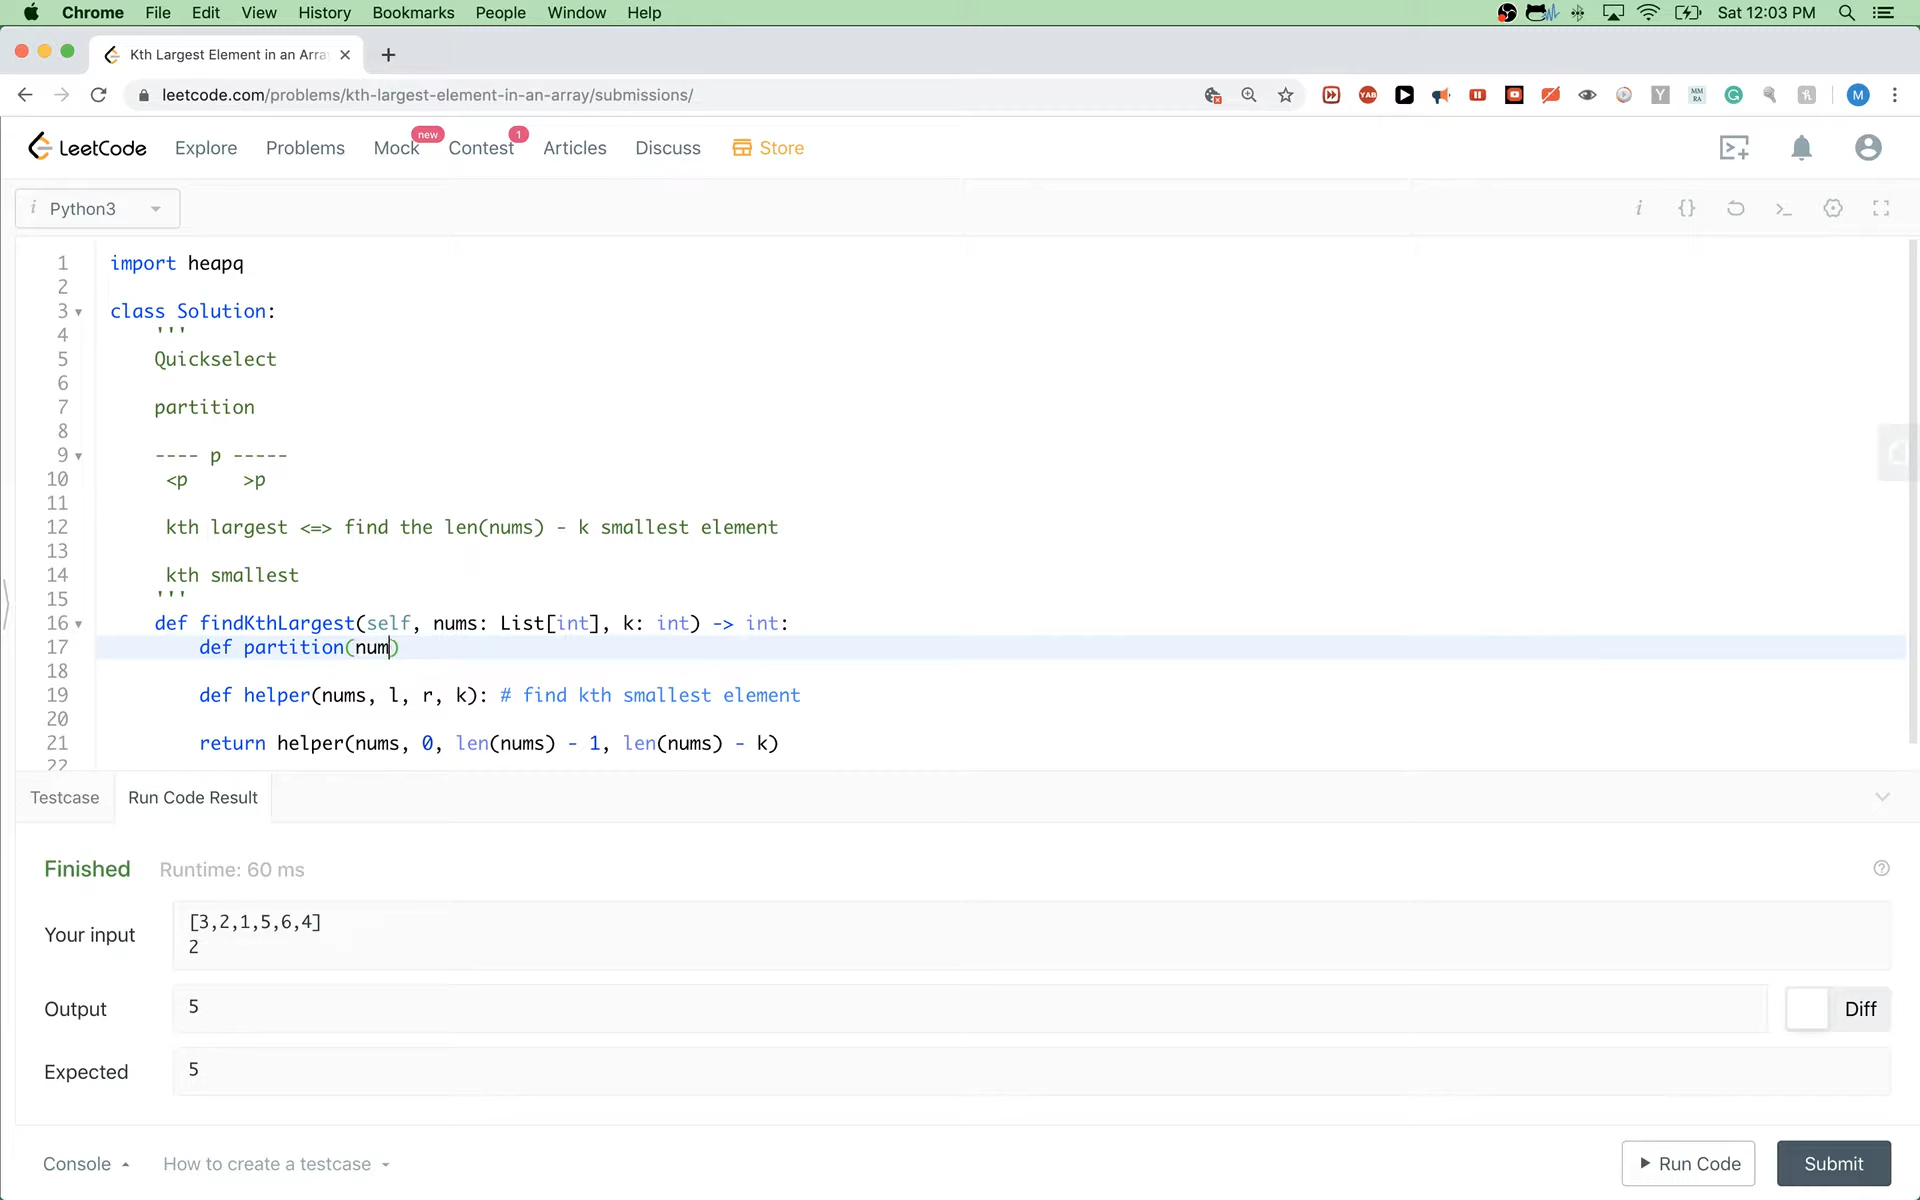 Chrome File Edit View History Bookmarks People Window Help Sat 12:03 PM
Kth Largest Element in an Arra
leetcode.com/problems/kth-largest-element-in-an-array/submissions/
YAB
Y
MM RA
M
LeetCode Explore Problems Mock new Contest 1 Articles Discuss Store
i Python3
i {} >_
1 import heapq
2
3 class Solution:
4 '''
5 Quickselect
6
7 partition
8
9 ---- p -----
10 <p >p
11
12 kth largest <=> find the len(nums) - k smallest element
13
14 kth smallest
15 '''
16 def findKthLargest(self, nums: List[int], k: int) -> int:
17 def partition(num)
18
19 def helper(nums, l, r, k): # find kth smallest element
20
21 return helper(nums, 0, len(nums) - 1, len(nums) - k)
22
Testcase Run Code Result
Finished Runtime: 60 ms
Your input
[3,2,1,5,6,4]
2
Output 5 Diff
Expected 5
Console How to create a testcase Run Code Submit